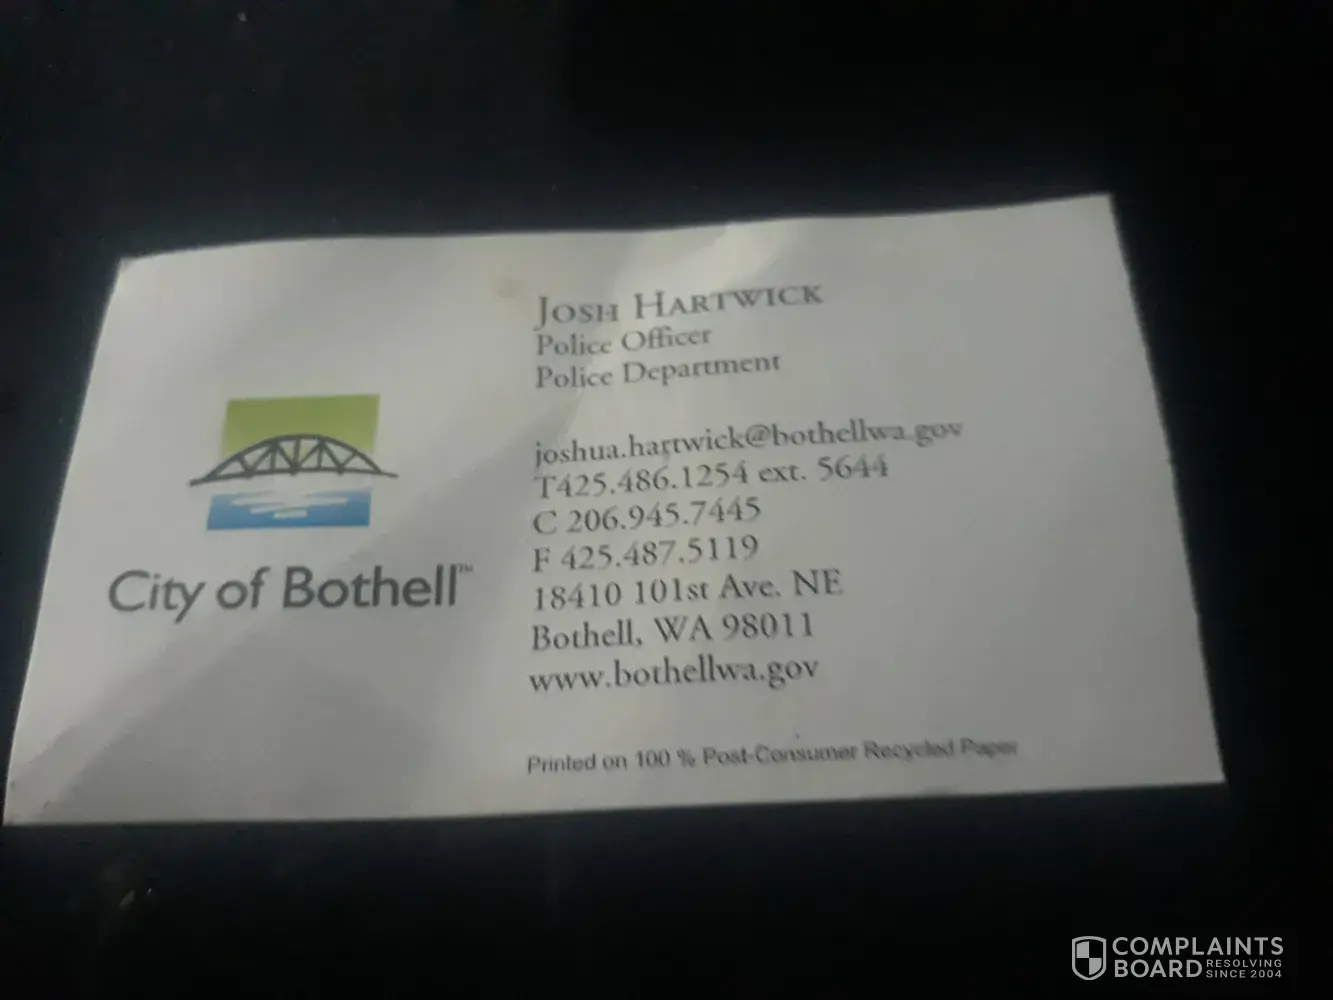 JOSH HARTWICK
Police Officer
Police Department
joshua.hartwick@bothellwa.gov
T425.486.1254 ext. 5644
C 206.945.7445
F 425.487.5119
18410 101st Ave. NE
Bothell, WA 98011
www.bothellwa.gov
City of Bothell™
Printed on 100 % Post-Consumer Recycled Paper
COMPLAINTS
BOARD RESOLVING
SINCE 2004